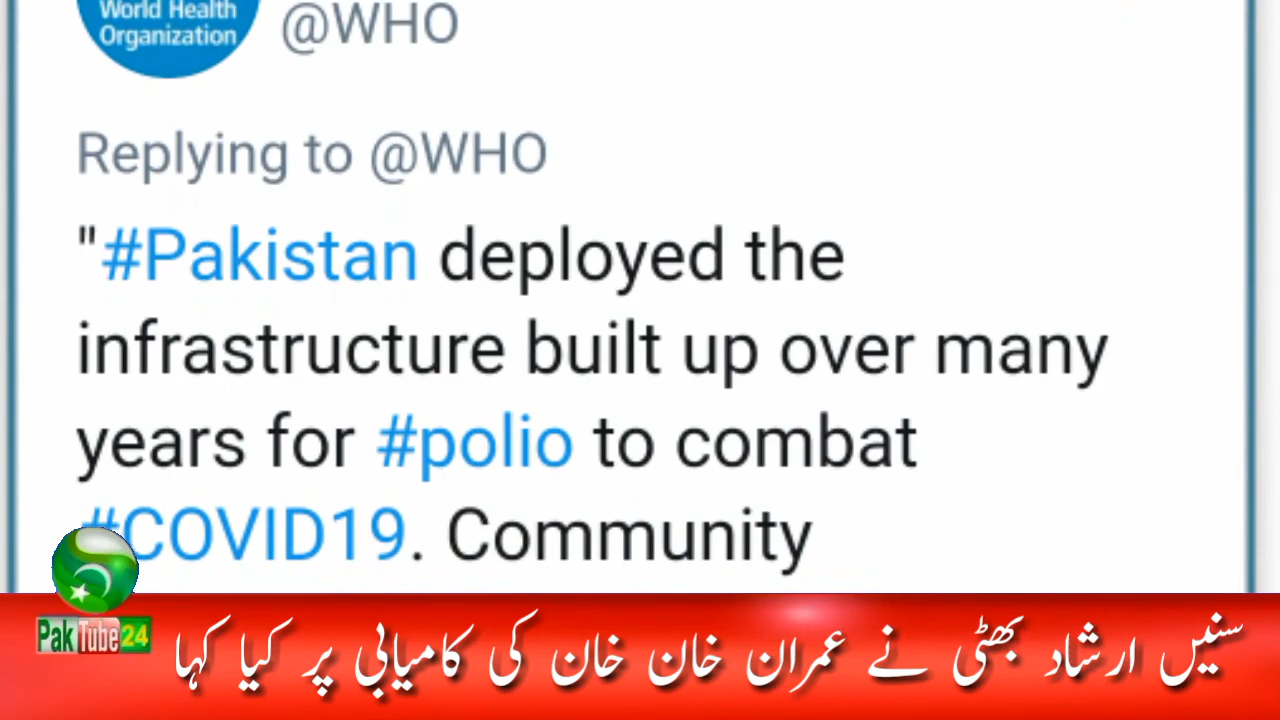 World Health
Organization
@WHO
Replying to @WHO
"#Pakistan deployed the
infrastructure built up over many
years for #polio to combat
#COVID19. Community
سنیں ارشاد بھٹی نے عمران خان خان کی کامیابی پر کیا کہا
PakTube24